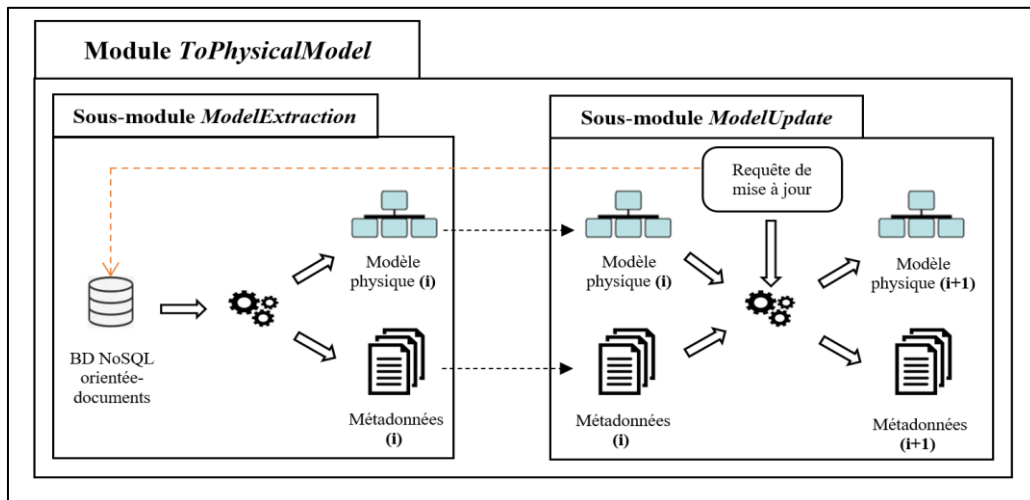 Module ToPhysicalModel
Sous-module ModelExtraction
BD NoSQL
orientée-
documents
Modèle
physique (i)
Métadonnées
(i)
Sous-module ModelUpdate
Requête de
mise à jour
Modèle
physique (i)
Métadonnées
(i)
Modèle
physique (i+1)
Métadonnées
(i+1)